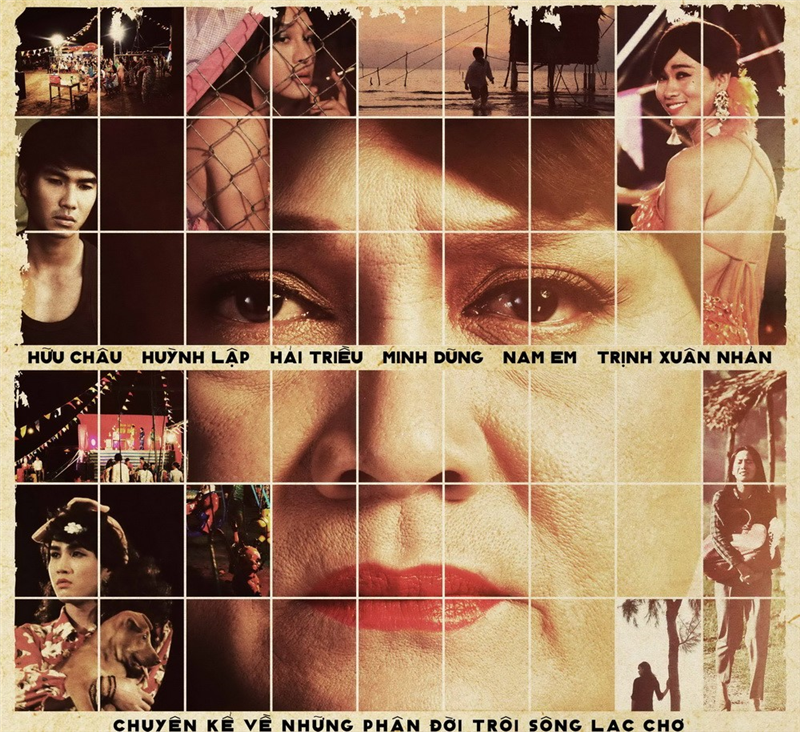 HỮU CHÂU HUỲNH LẬP HẢI TRIỀU MINH DŨNG NAM EM TRỊNH XUÂN NHẢN
CHUYỆN KỂ VỀ NHỮNG PHẬN ĐỜI TRÔI SÔNG LẠC CHỢ